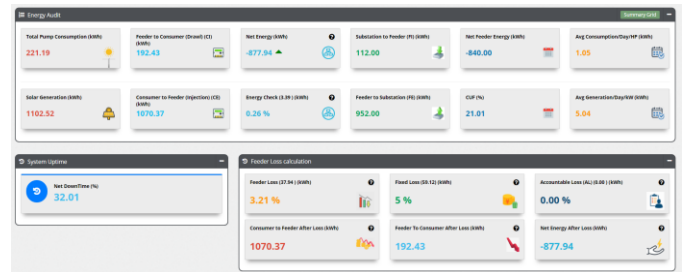 Energy Audit
Summary Grid
Total Pump Consumption (kWh)
221.19
Feeder to Consumer (Drawl) (CI)
(kWh)
192.43
Net Energy (kWh)
-877.94
Substation to Feeder (FI) (kWh)
112.00
Net Feeder Energy (kWh)
-840.00
Avg Consumption/Day/HP (kWh)
1.05
Solar Generation (kWh)
1102.52
Consumer to Feeder (Injection) (CE)
(kWh)
1070.37
Energy Check (3.39 ) (kWh)
0.26 %
Feeder to Substation (FE) (kWh)
952.00
CUF (%)
21.01
Avg Generation/Day/kW (kWh)
5.04
System Uptime
Net DownTime (%)
32.01
Feeder Loss calculation
Feeder Loss (37.94 ) (kWh)
3.21 %
Fixed Loss (59.12) (kWh)
5 %
Accountable Loss (AL) (0.00 ) (kWh)
0.00 %
Consumer to Feeder After Loss (kWh)
1070.37
Feeder To Consumer After Loss (kWh)
192.43
Net Energy After Loss (kWh)
-877.94